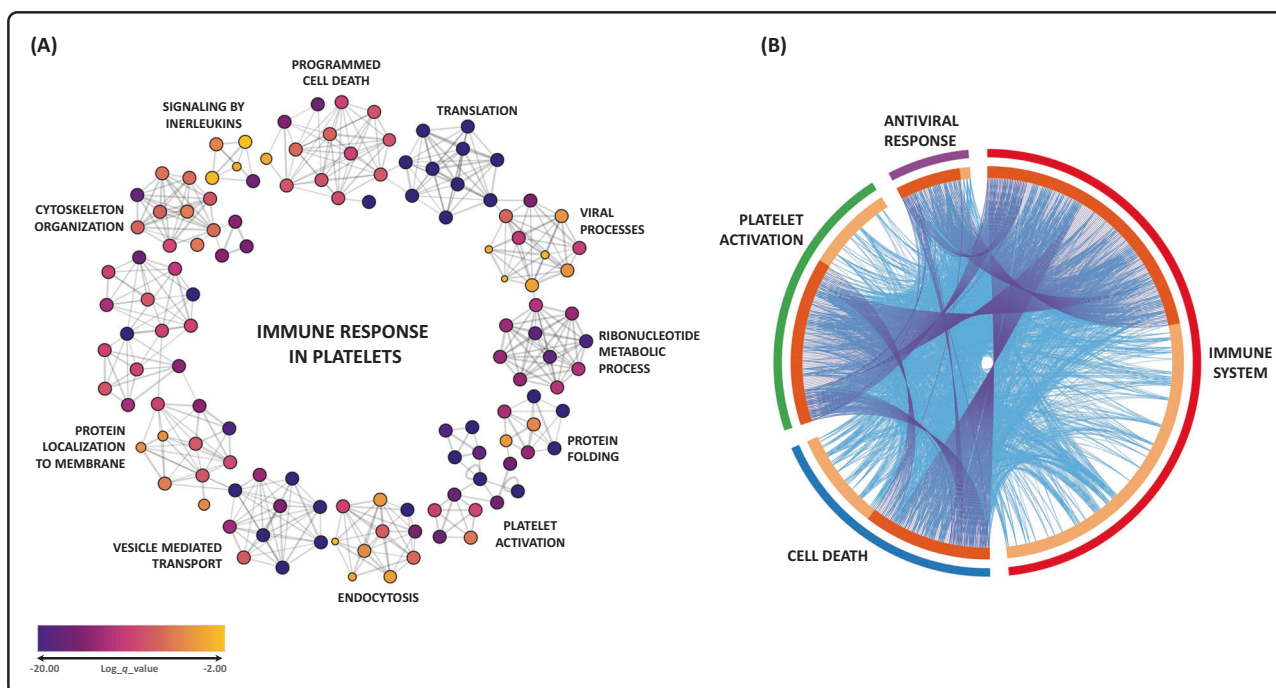 (A)
PROGRAMMED
CELL DEATH
SIGNALING BY
INERLEUKINS
TRANSLATION
CYTOSKELETON
ORGANIZATION
VIRAL
PROCESSES
IMMUNE RESPONSE
IN PLATELETS
RIBONUCLEOTIDE
METABOLIC
PROCESS
PROTEIN
LOCALIZATION
TO MEMBRANE
PROTEIN
FOLDING
PLATELET
ACTIVATION
VESICLE MEDIATED
TRANSPORT
ENDOCYTOSIS
-20.00 Log_q_value -2.00
(B)
ANTIVIRAL
RESPONSE
PLATELET
ACTIVATION
IMMUNE
SYSTEM
CELL DEATH